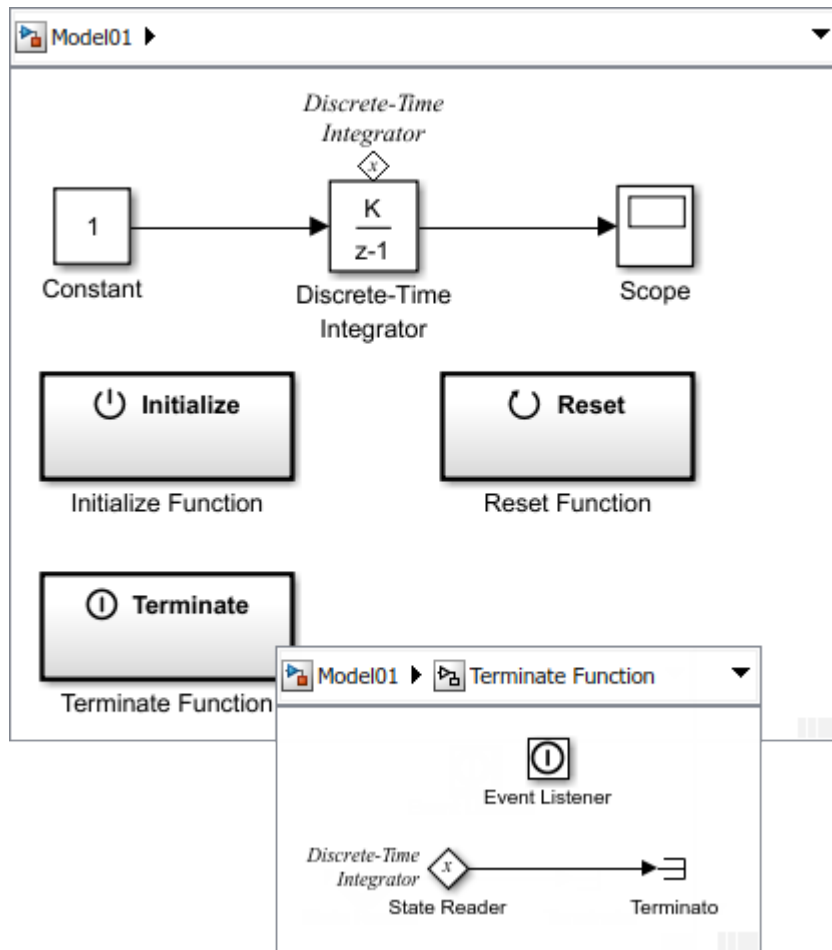 Model01
Discrete-Time
Integrator
x
1
K
z-1
Constant
Discrete-Time
Integrator
Scope
Initialize
Reset
Initialize Function
Reset Function
Terminate
Terminate Function
Model01
Terminate Function
Event Listener
Discrete-Time
Integrator
x
State Reader
Terminato